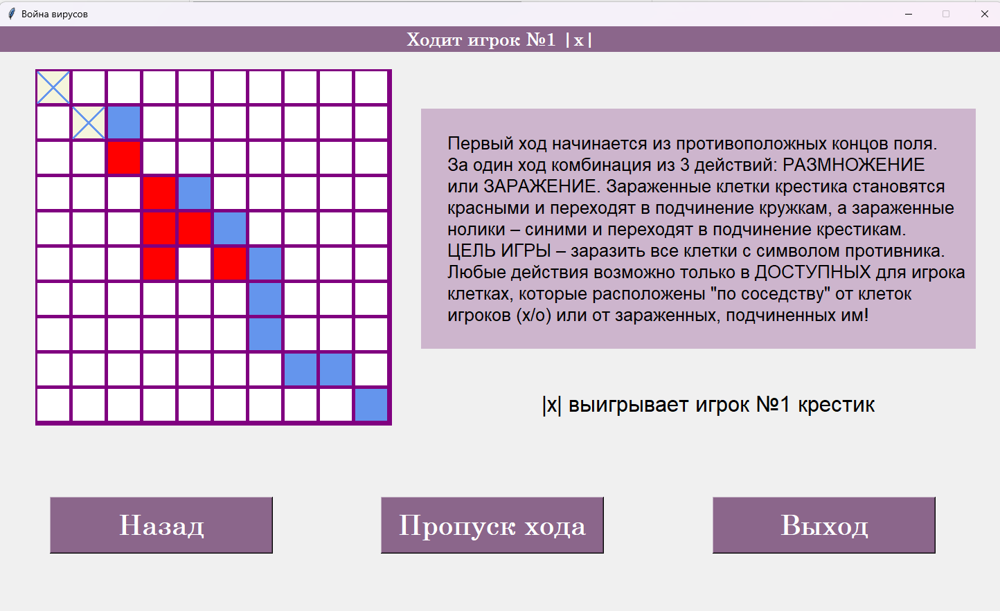 Война вирусов
Ходит игрок №1 |x|
Первый ход начинается из противоположных концов поля.
За один ход комбинация из 3 действий: РАЗМНОЖЕНИЕ
или ЗАРАЖЕНИЕ. Зараженные клетки крестика становятся
красными и переходят в подчинение кружкам, а зараженные
нолики – синими и переходят в подчинение крестикам.
ЦЕЛЬ ИГРЫ – заразить все клетки с символом противника.
Любые действия возможно только в ДОСТУПНЫХ для игрока
клетках, которые расположены "по соседству" от клеток
игроков (х/о) или от зараженных, подчиненных им!
|x| выигрывает игрок №1 крестик
Назад
Пропуск хода
Выход